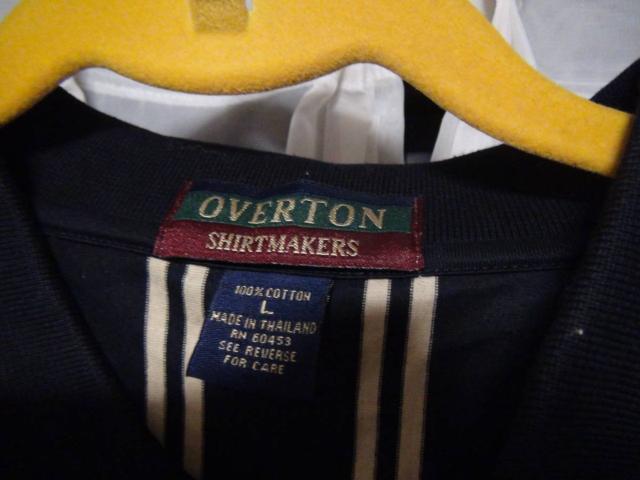 OVERTON
SHIRTMAKERS
100% COTTON
L
MADE IN THAILAND
RN 60453
SEE REVERSE
FOR CARE